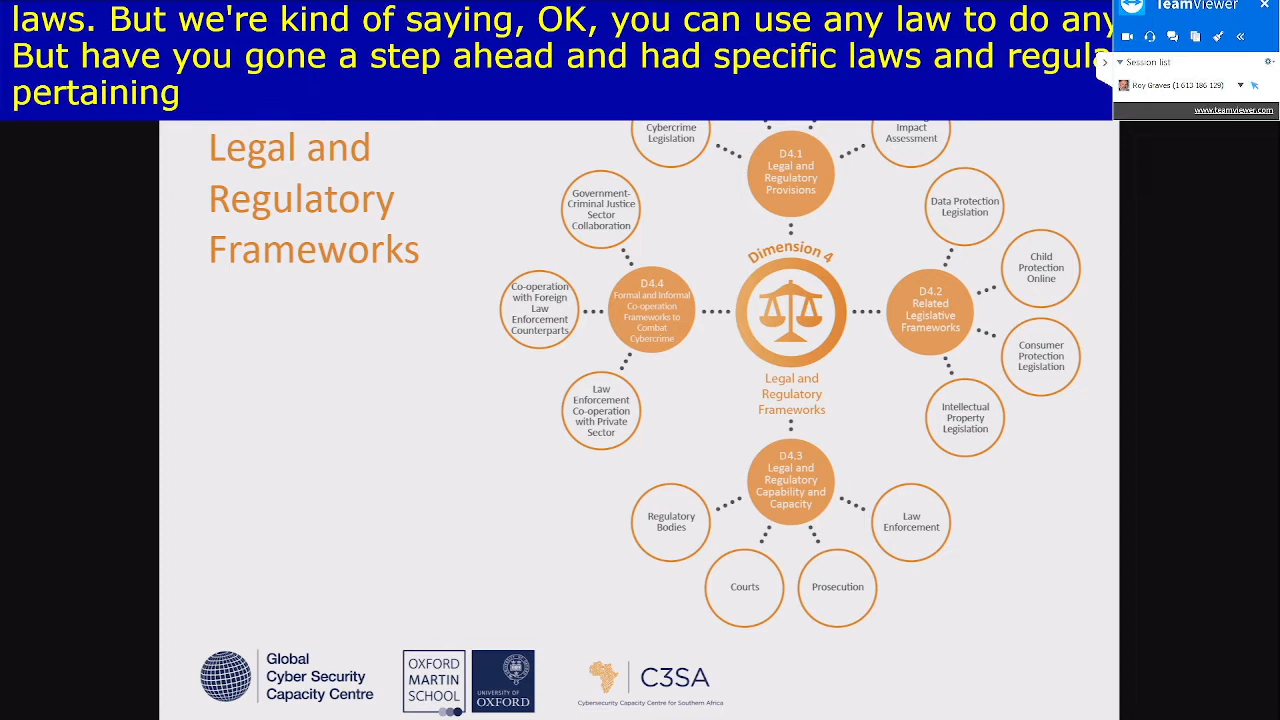 laws. But we're kind of saying, OK, you can use any law to do any
But have you gone a step ahead and had specific laws and regula
pertaining
TeamViewer
Session list
Roy Graves (1 613 186 129)
www.teamviewer.com
Legal and
Regulatory
Frameworks
Cybercrime
Legislation
D4.1
Legal and
Regulatory
Provisions
Impact
Assessment
Government-
Criminal Justice
Sector
Collaboration
Data Protection
Legislation
Dimension 4
Child
Protection
Online
Co-operation
with Foreign
Law
Enforcement
Counterparts
D4.4
Formal and Informal
Co-operation
Frameworks to
Combat
Cybercrime
D4.2
Related
Legislative
Frameworks
Consumer
Protection
Legislation
Legal and
Regulatory
Frameworks
Law
Enforcement
Co-operation
with Private
Sector
Intellectual
Property
Legislation
D4.3
Legal and
Regulatory
Capability and
Capacity
Regulatory
Bodies
Law
Enforcement
Courts
Prosecution
Global
Cyber Security
Capacity Centre
OXFORD
MARTIN
SCHOOL
UNIVERSITY OF
OXFORD
C3SA
Cybersecurity Capacity Centre for Southern Africa